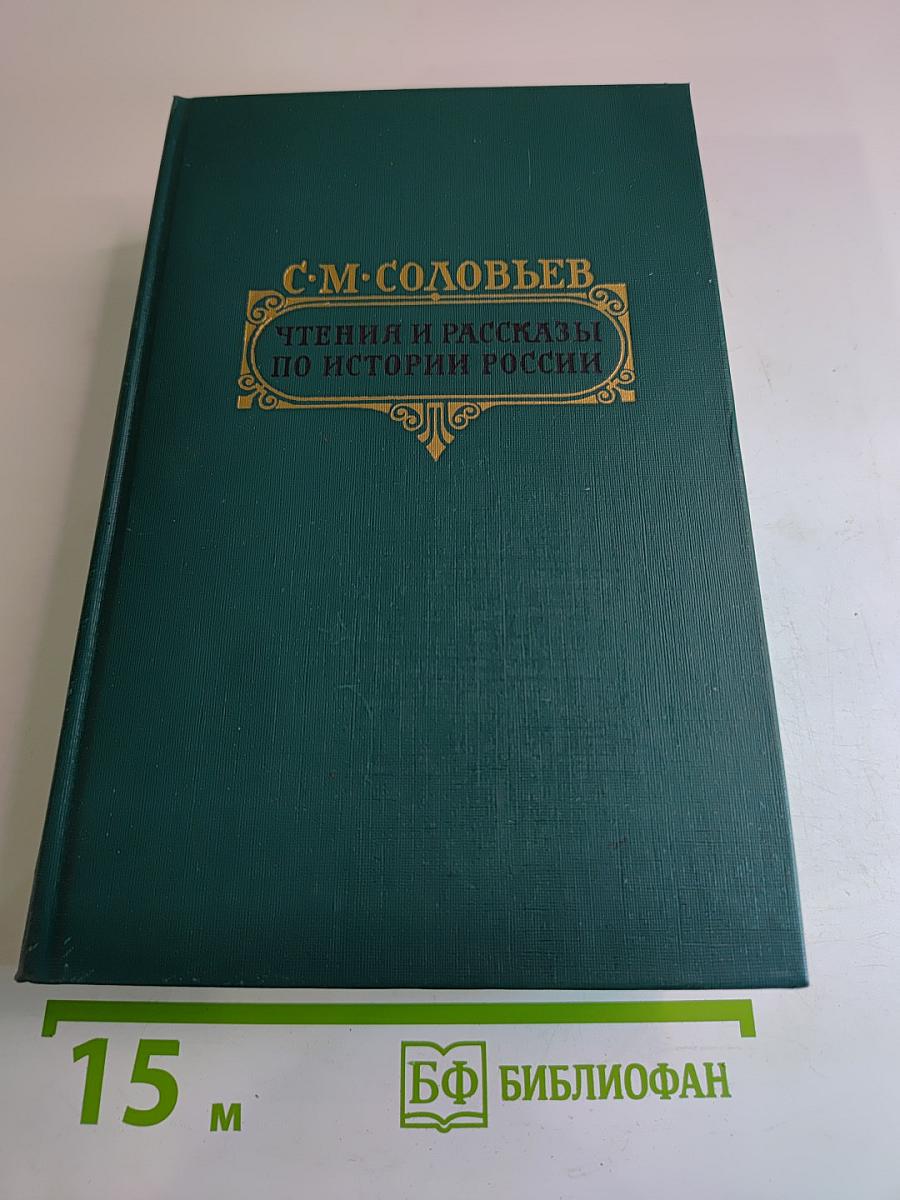 С·М·СОЛОВЬЕВ
ЧТЕНИЯ И РАССКАЗЫ
ПО ИСТОРИИ РОССИИ
15 м
БФ БИБЛИОФАН